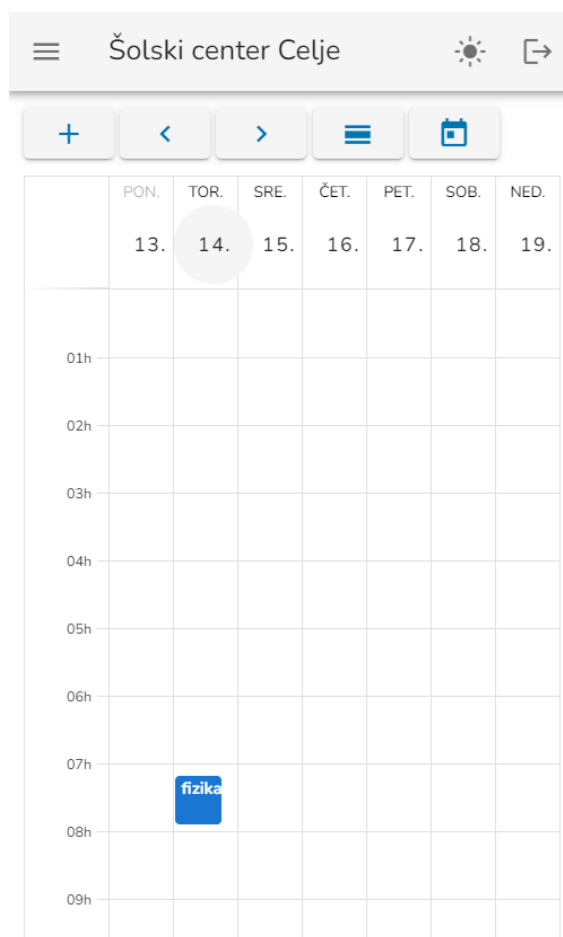 Šolski center Celje
PON. TOR. SRE. ČET. PET. SOB. NED.
13. 14. 15. 16. 17. 18. 19.
01h
02h
03h
04h
05h
06h
07h
fizika
08h
09h